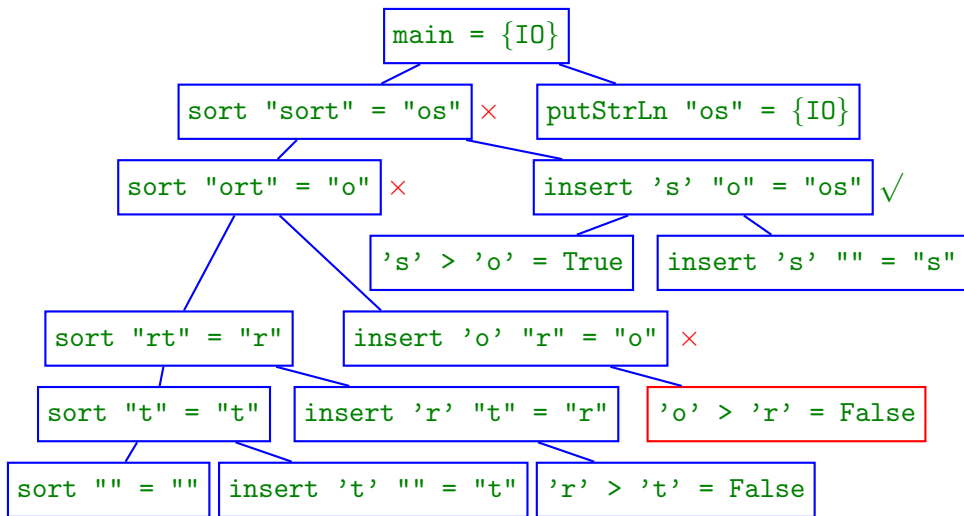 main = {IO}
sort "sort" = "os" ×
putStrLn "os" = {IO}
sort "ort" = "o" ×
insert 's' "o" = "os" √
's' > 'o' = True
insert 's' "" = "s"
sort "rt" = "r"
insert 'o' "r" = "o" ×
sort "t" = "t"
insert 'r' "t" = "r"
'o' > 'r' = False
sort "" = ""
insert 't' "" = "t"
'r' > 't' = False